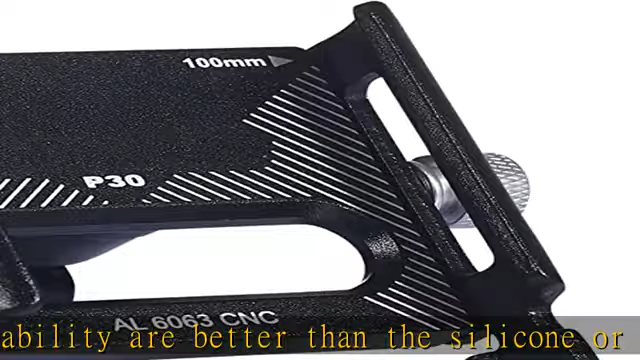 100mm
P30
AL 6063 CNC
ability are better than the silicone or